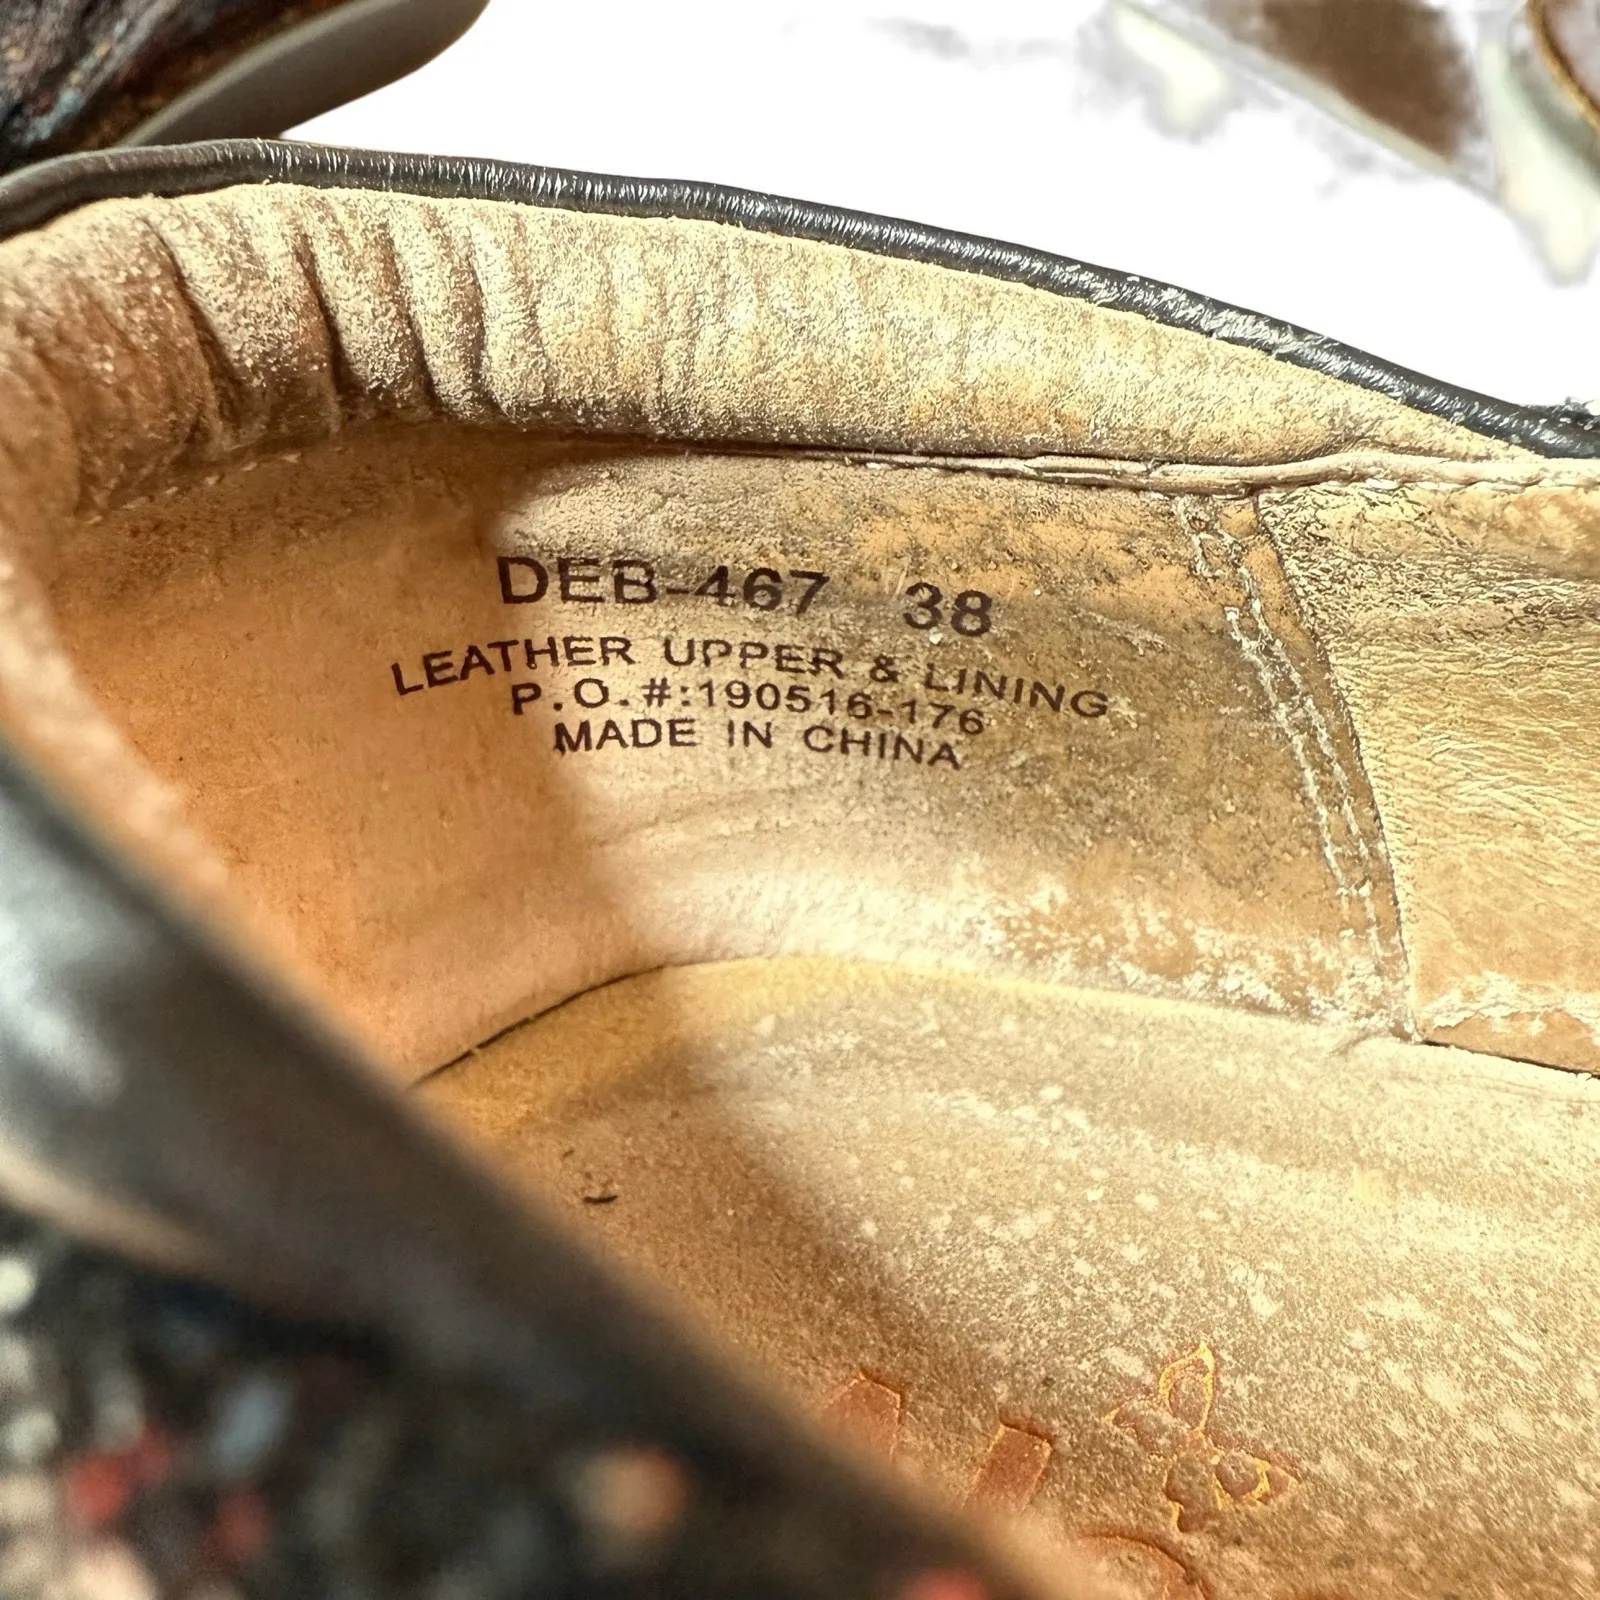 DEB-467 38
LEATHER UPPER & LINING
P.O.#:190516-176
MADE IN CHINA